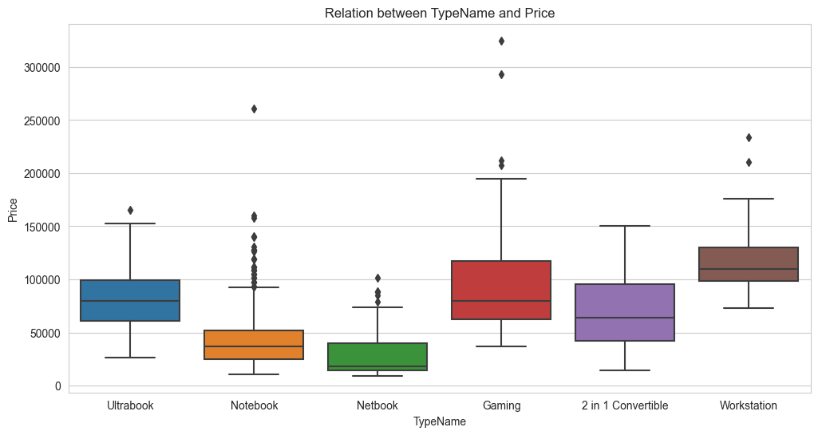 Relation between TypeName and Price
300000
250000
200000
150000
100000
50000
0
Price
Ultrabook
Notebook
Netbook
Gaming
2 in 1 Convertible
Workstation
TypeName